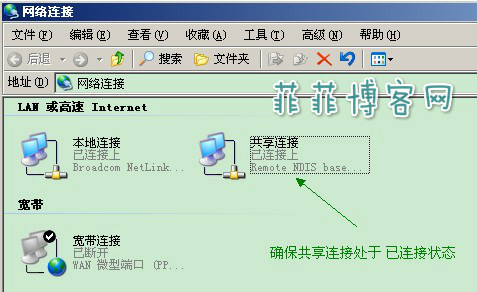 网络连接
文件(F) 编辑(E) 查看(V) 收藏(A) 工具(T) 高级(N) 帮助(H)
后退 搜索 文件夹
地址(D) 网络连接
菲菲博客网
LAN 或高速 Internet
本地连接
已连接上
Broadcom NetLink...
共享连接
已连接上
Remote NDIS base...
宽带
确保共享连接处于 已连接状态
宽带连接
已断开
WAN 微型端口 (PP...